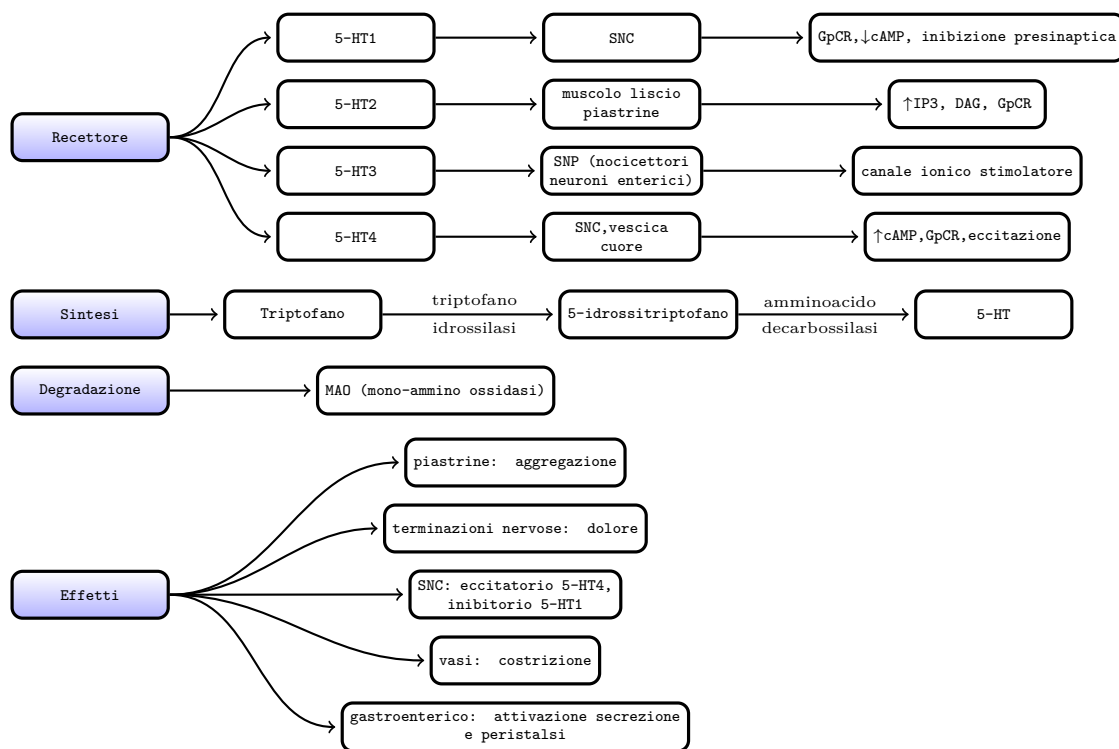 5-HT1
SNC
GpCR,↓cAMP, inibizione presinaptica
5-HT2
muscolo liscio
piastrine
↑IP3, DAG, GpCR
Recettore
5-HT3
SNP (nocicettori
neuroni enterici)
canale ionico stimolatore
5-HT4
SNC,vescica
cuore
↑cAMP,GpCR,eccitazione
Sintesi
Triptofano
triptofano
idrossilasi
5-idrossitriptofano
amminoacido
decarbossilasi
5-HT
Degradazione
MAO (mono-ammino ossidasi)
piastrine: aggregazione
terminazioni nervose: dolore
Effetti
SNC: eccitatorio 5-HT4,
inibitorio 5-HT1
vasi: costrizione
gastroenterico: attivazione secrezione
e peristalsi